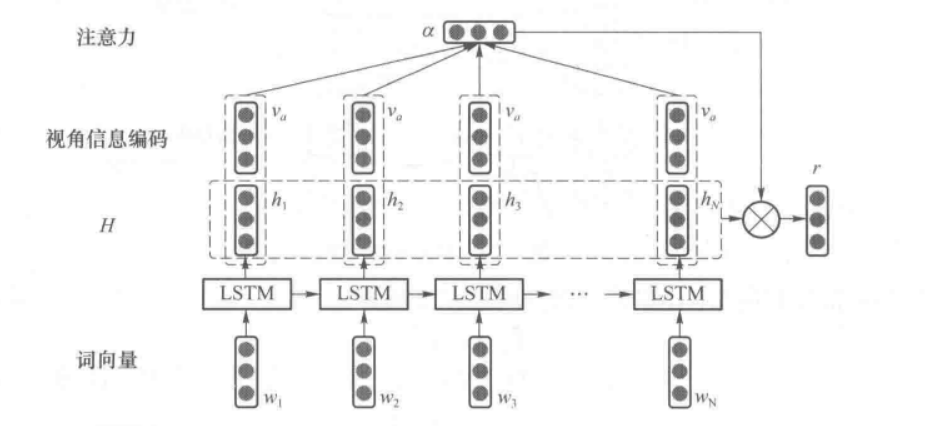 注意力 α
视角信息编码 v_a v_a v_a v_a
r
H h_1 h_2 h_3 h_N
LSTM LSTM LSTM ... LSTM
词向量 w_1 w_2 w_3 w_N